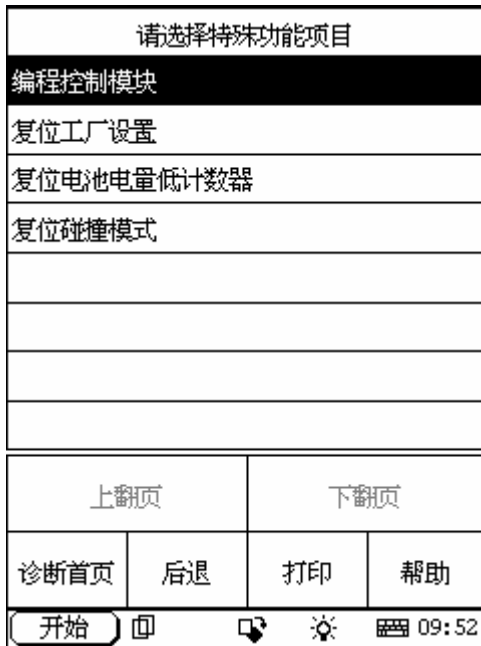 请选择特殊功能项目
编程控制模块
复位工厂设置
复位电池电量低计数器
复位碰撞模式
上翻页 下翻页
诊断首页 后退 打印 帮助
开始 09:52